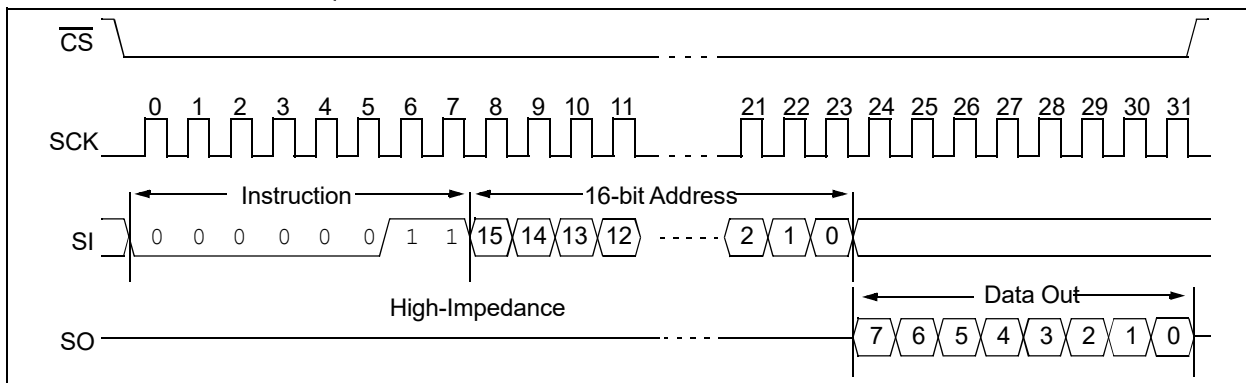 CS
0 1 2 3 4 5 6 7 8 9 10 11 21 22 23 24 25 26 27 28 29 30 31
SCK
Instruction 16-bit Address
SI 0 0 0 0 0 0 1 1 15 14 13 12 2 1 0
Data Out
High-Impedance
SO 7 6 5 4 3 2 1 0